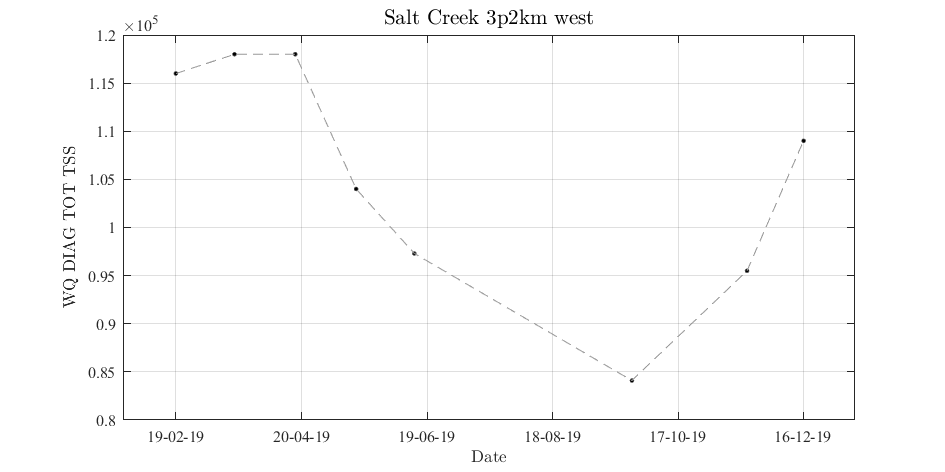 Salt Creek 3p2km west
×10⁵
1.2
1.15
1.1
1.05
1
0.95
0.9
0.85
0.8
WQ DIAG TOT TSS
19-02-19 20-04-19 19-06-19 18-08-19 17-10-19 16-12-19
Date